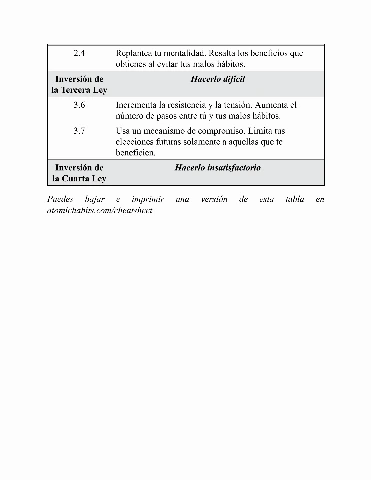 2.4 Replantea tu mentalidad. Resalta los beneficios que
obtienes al evitar tus malos hábitos.
Inversión de Hacerlo difícil
la Tercera Ley
3.6 Incrementa la resistencia y la tensión. Aumenta el
número de pasos entre tú y tus malos hábitos.
3.7 Usa un mecanismo de compromiso. Limita tus
elecciones futuras solamente a aquellas que te
beneficien.
Inversión de Hacerlo insatisfactorio
la Cuarta Ley
Puedes bajar e imprimir una versión de esta tabla en
atomichabits.com/cheatsheet